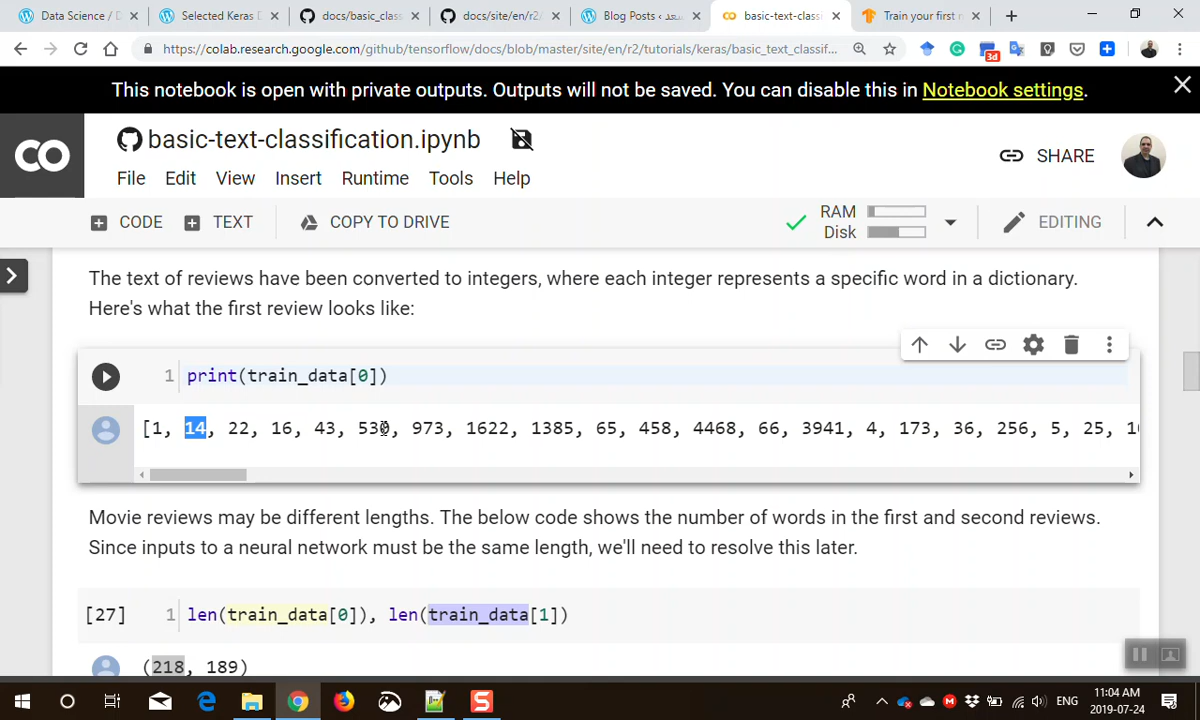 Data Science / D
Selected Keras D
docs/basic_clas
docs/site/en/r2/
Blog Posts ‹
basic-text-class
Train your first n
https://colab.research.google.com/github/tensorflow/docs/blob/master/site/en/r2/tutorials/keras/basic_text_classif...
3d
This notebook is open with private outputs. Outputs will not be saved. You can disable this in Notebook settings.
CO
basic-text-classification.ipynb
SHARE
File Edit View Insert Runtime Tools Help
CODE TEXT COPY TO DRIVE
RAM
Disk
EDITING
The text of reviews have been converted to integers, where each integer represents a specific word in a dictionary.
Here's what the first review looks like:
1 print(train_data[0])
[1, 14, 22, 16, 43, 530, 973, 1622, 1385, 65, 458, 4468, 66, 3941, 4, 173, 36, 256, 5, 25, 10
Movie reviews may be different lengths. The below code shows the number of words in the first and second reviews.
Since inputs to a neural network must be the same length, we'll need to resolve this later.
[27] 1 len(train_data[0]), len(train_data[1])
(218, 189)
ENG
11:04 AM
2019-07-24